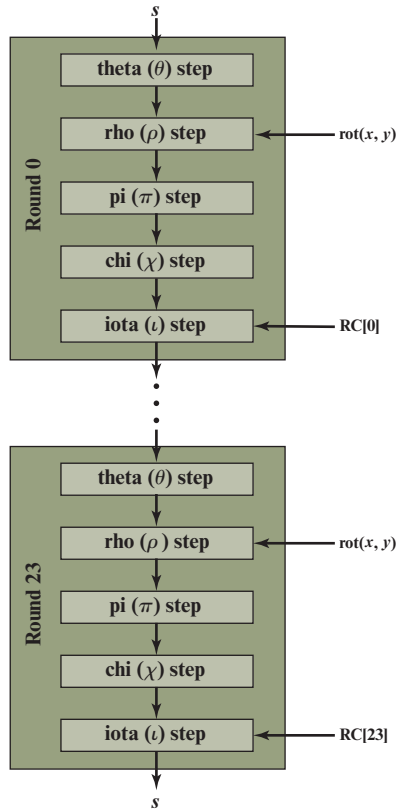 s
Round 0
theta (θ) step
rho (ρ) step
rot(x, y)
pi (π) step
chi (χ) step
iota (ι) step
RC[0]
Round 23
theta (θ) step
rho (ρ) step
rot(x, y)
pi (π) step
chi (χ) step
iota (ι) step
RC[23]
s